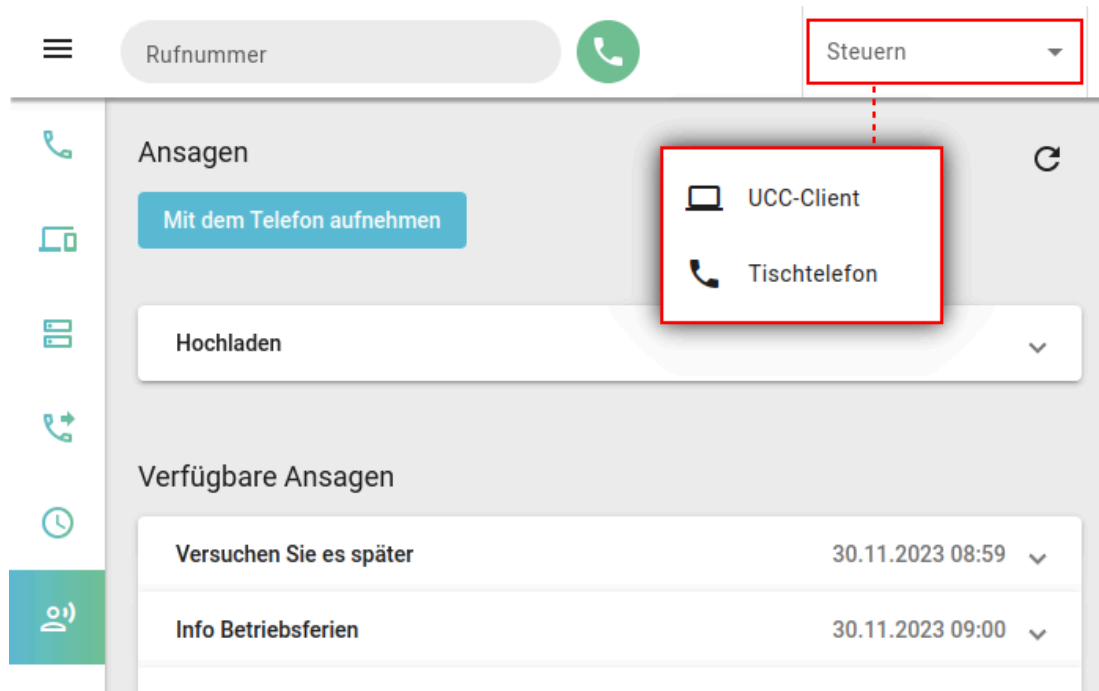 Rufnummer
Steuern
Ansagen
Mit dem Telefon aufnehmen
UCC-Client
Tischtelefon
Hochladen
Verfügbare Ansagen
Versuchen Sie es später 30.11.2023 08:59
Info Betriebsferien 30.11.2023 09:00